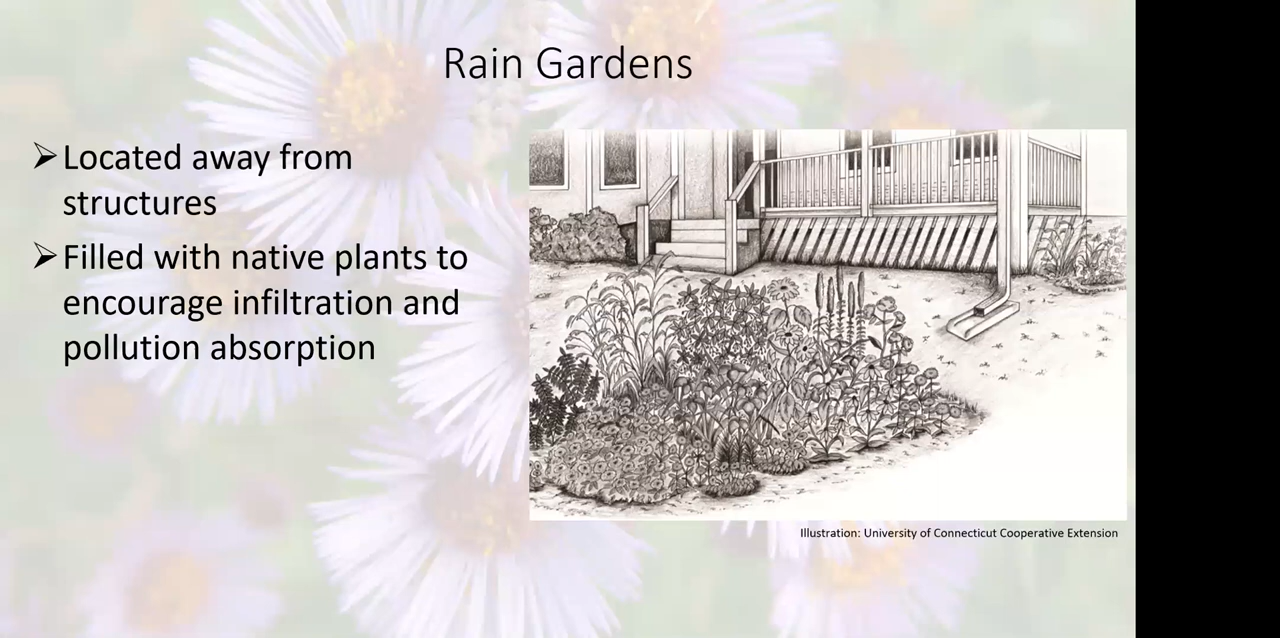 Rain Gardens
➢Located away from
structures
➢Filled with native plants to
encourage infiltration and
pollution absorption
Illustration: University of Connecticut Cooperative Extension